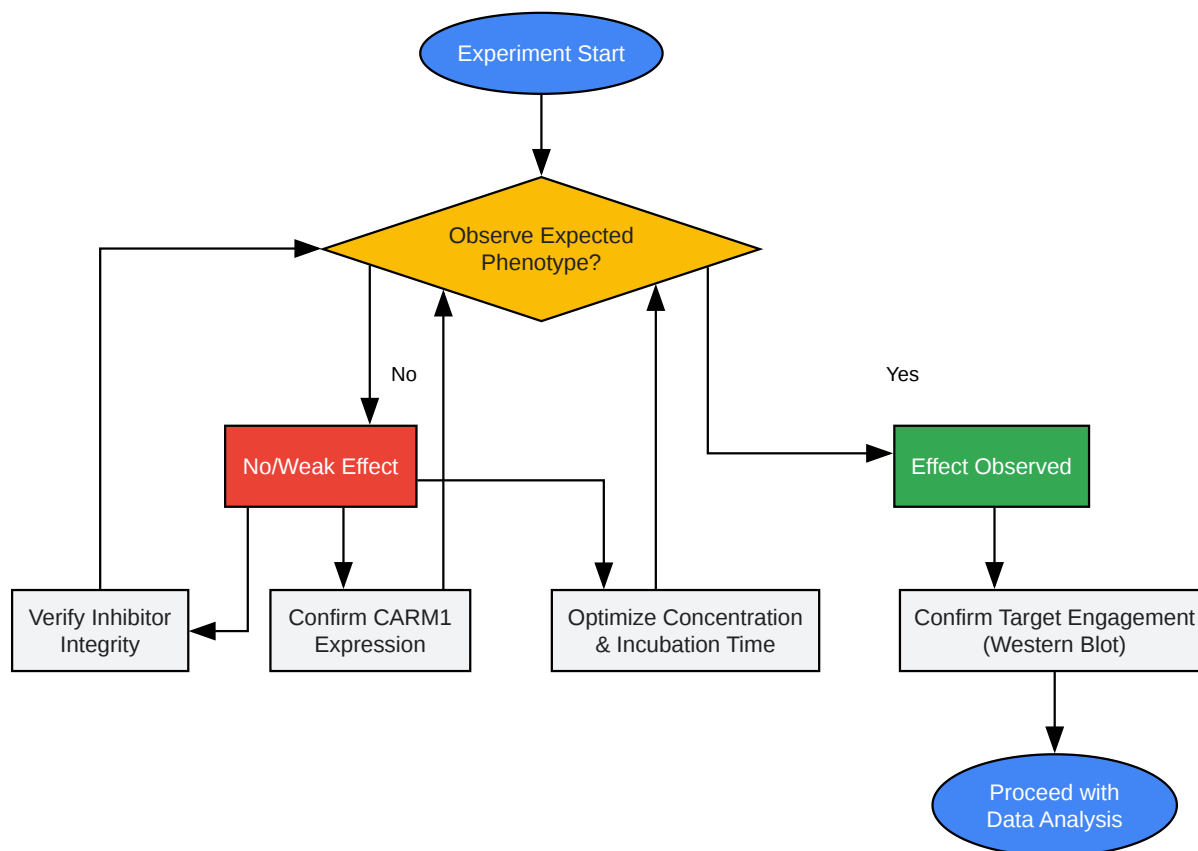 Experiment Start
Observe Expected
Phenotype?
No
Yes
No/Weak Effect
Effect Observed
Verify Inhibitor
Integrity
Confirm CARM1
Expression
Optimize Concentration
& Incubation Time
Confirm Target Engagement
(Western Blot)
Proceed with
Data Analysis